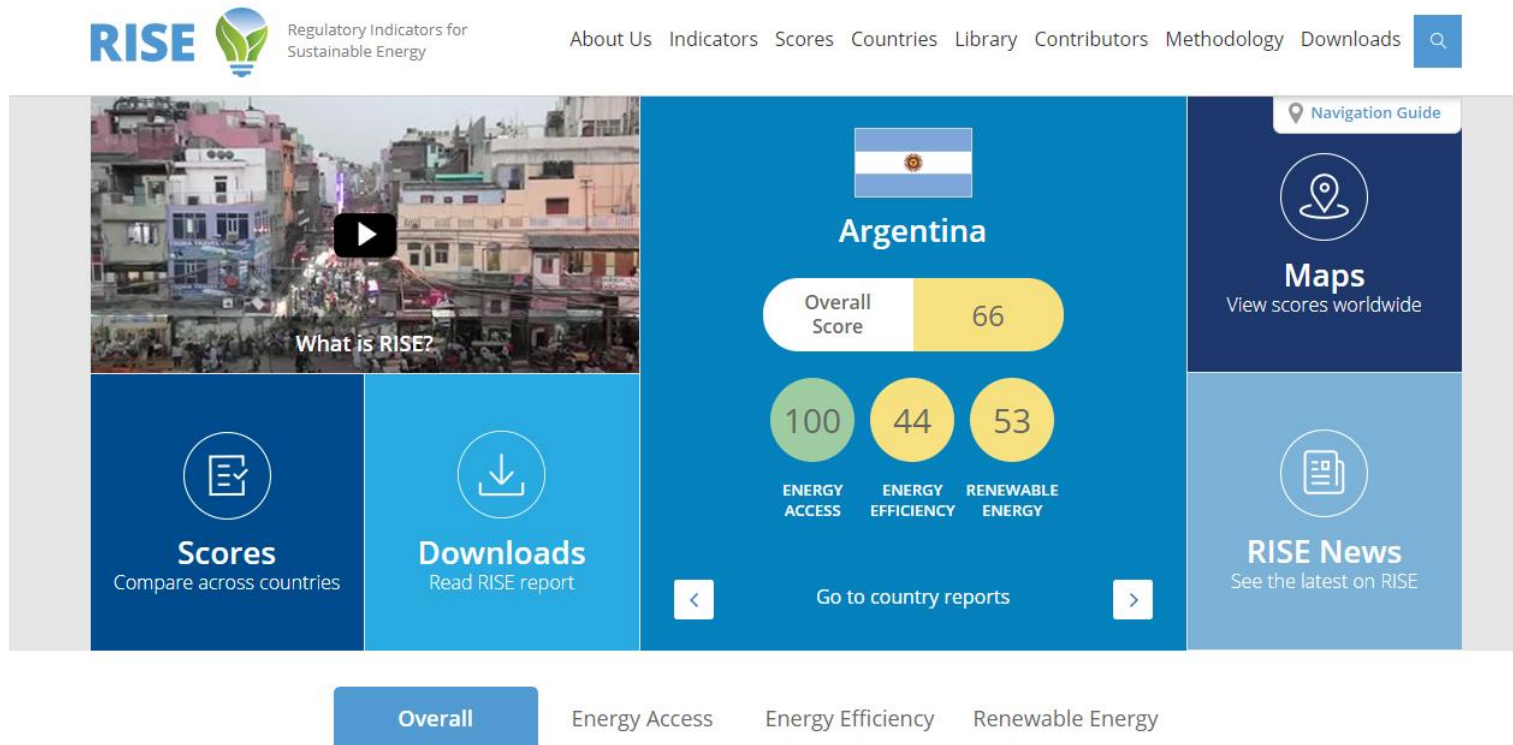 RISE
Regulatory Indicators for
Sustainable Energy
About Us Indicators Scores Countries Library Contributors Methodology Downloads
Navigation Guide
What is RISE?
Scores
Compare across countries
Downloads
Read RISE report
Argentina
Overall
Score
66
100 44 53
ENERGY
ACCESS
ENERGY
EFFICIENCY
RENEWABLE
ENERGY
Go to country reports
Maps
View scores worldwide
RISE News
See the latest on RISE
Overall Energy Access Energy Efficiency Renewable Energy